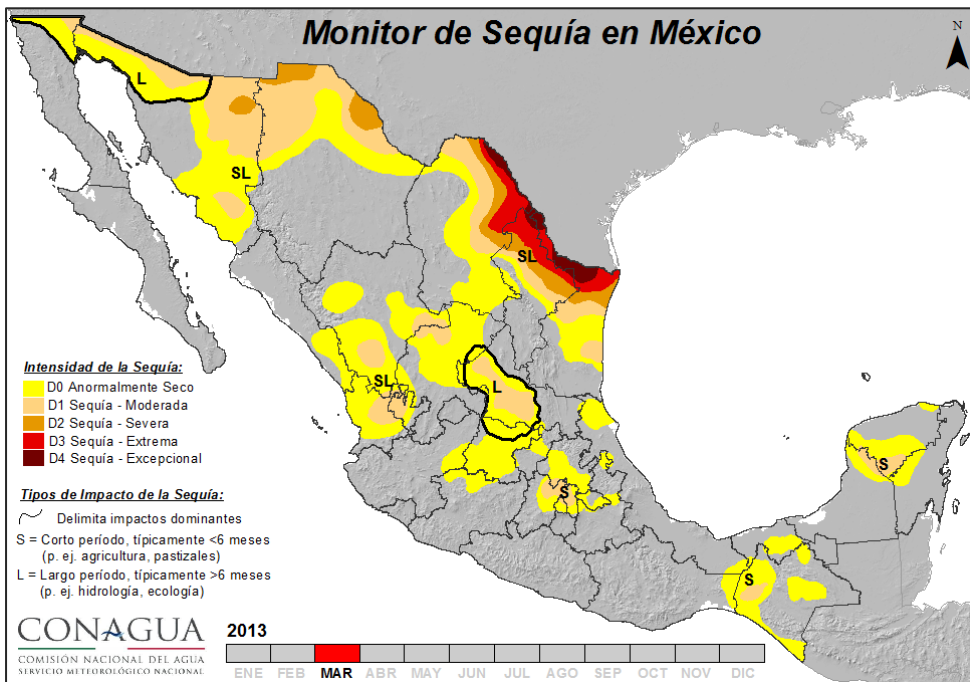 Monitor de Sequía en México
N
L
SL
SL
SL
L
S
S
S
Intensidad de la Sequía:
D0 Anormalmente Seco
D1 Sequía - Moderada
D2 Sequía - Severa
D3 Sequía - Extrema
D4 Sequía - Excepcional
Tipos de Impacto de la Sequía:
Delimita impactos dominantes
S = Corto período, típicamente <6 meses
(p. ej. agricultura, pastizales)
L = Largo período, típicamente >6 meses
(p. ej. hidrología, ecología)
CONAGUA
COMISIÓN NACIONAL DEL AGUA
SERVICIO METEOROLÓGICO NACIONAL
2013
ENE FEB MAR ABR MAY JUN JUL AGO SEP OCT NOV DIC